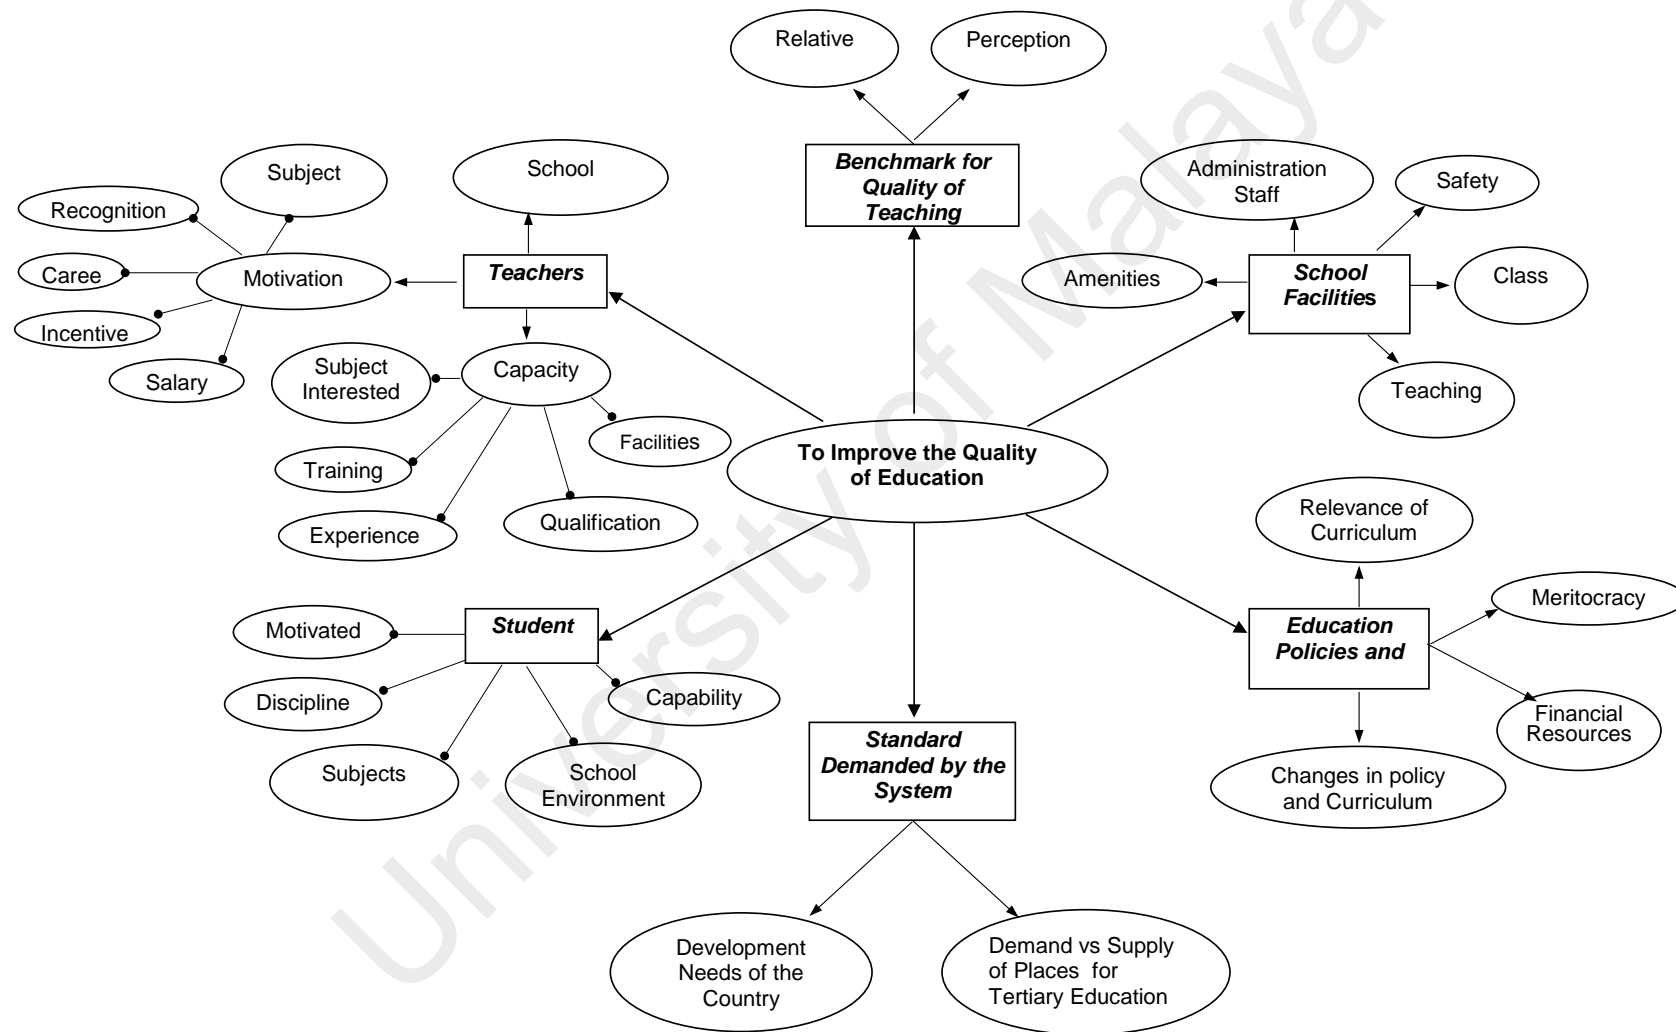 Relative
Perception
Benchmark for
Quality of
Teaching
School
Subject
Recognition
Caree
Motivation
Incentive
Salary
Teachers
Capacity
Subject
Interested
Training
Experience
Qualification
Facilities
Administration
Staff
Safety
Amenities
School
Facilities
Class
Teaching
To Improve the Quality
of Education
Relevance of
Curriculum
Meritocracy
Education
Policies and
Financial
Resources
Changes in policy
and Curriculum
Student
Motivated
Discipline
Subjects
School
Environment
Capability
Standard
Demanded by the
System
Development
Needs of the
Country
Demand vs Supply
of Places for
Tertiary Education
University of Malaya